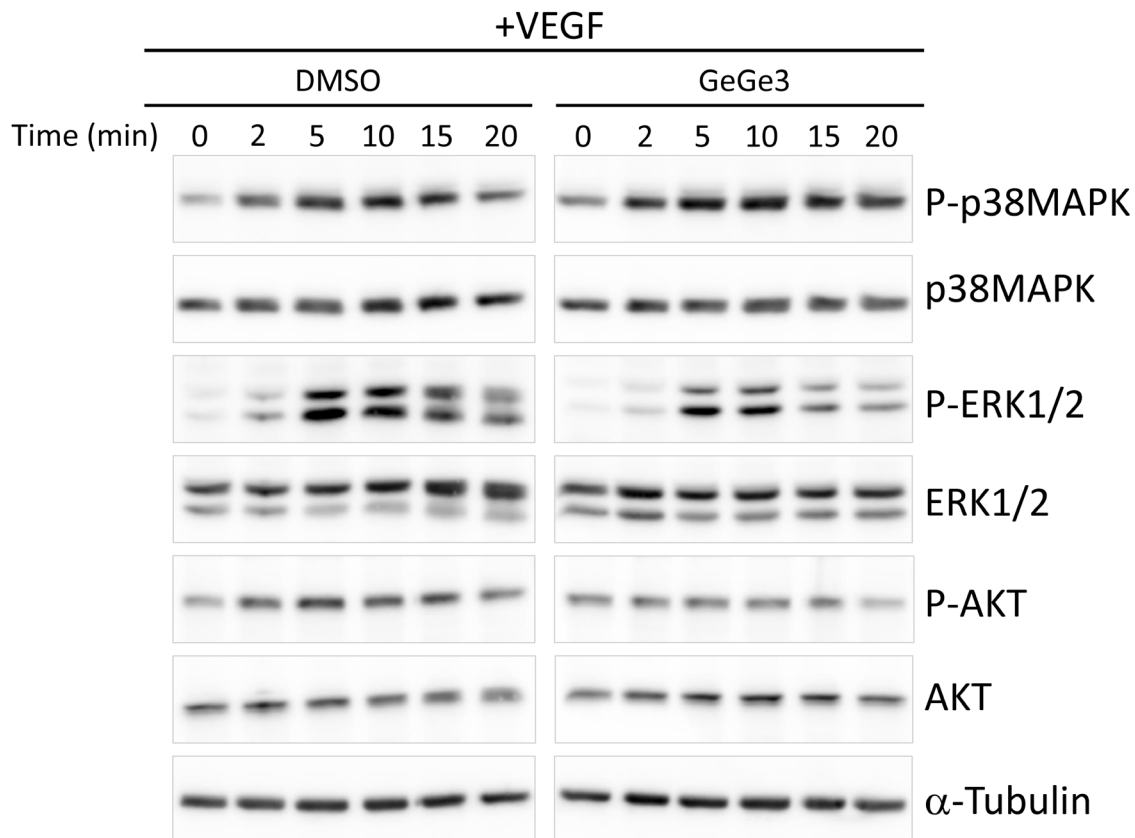 +VEGF
DMSO GeGe3
Time (min) 0 2 5 10 15 20 0 2 5 10 15 20
P-p38MAPK
p38MAPK
P-ERK1/2
ERK1/2
P-AKT
AKT
α-Tubulin